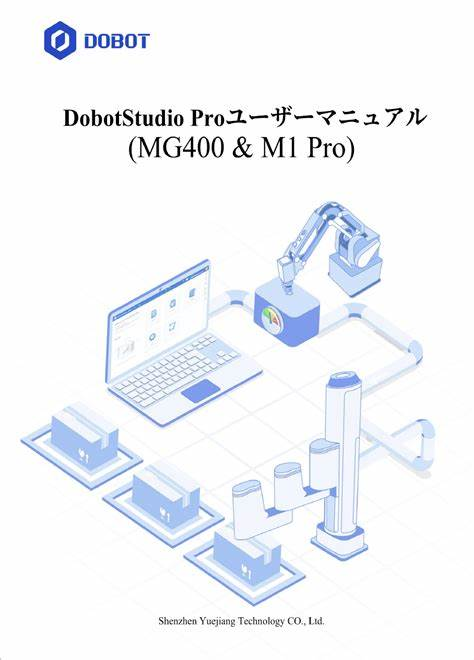 DOBOT
DobotStudio Proユーザーマニュアル
(MG400 & M1 Pro)
Shenzhen Yuejiang Technology CO., Ltd.